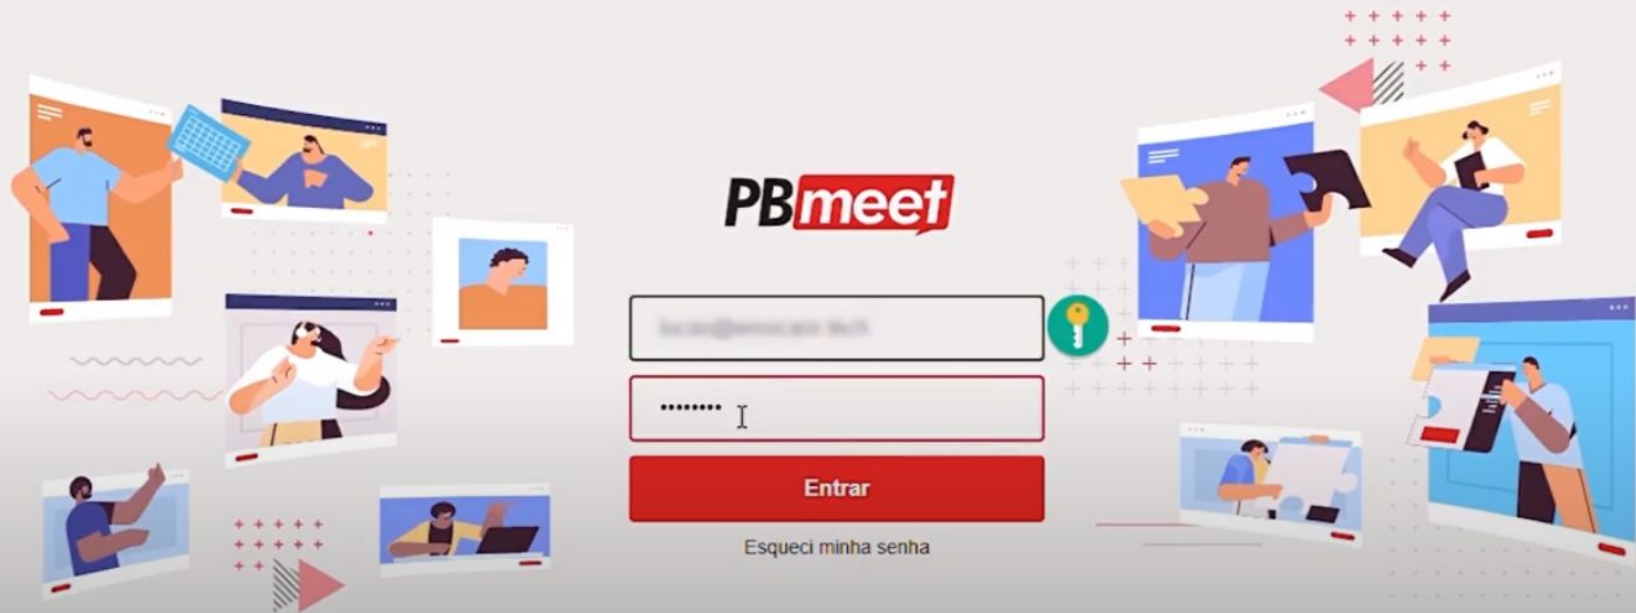 PBmeet
••••••••
Entrar
Esqueci minha senha